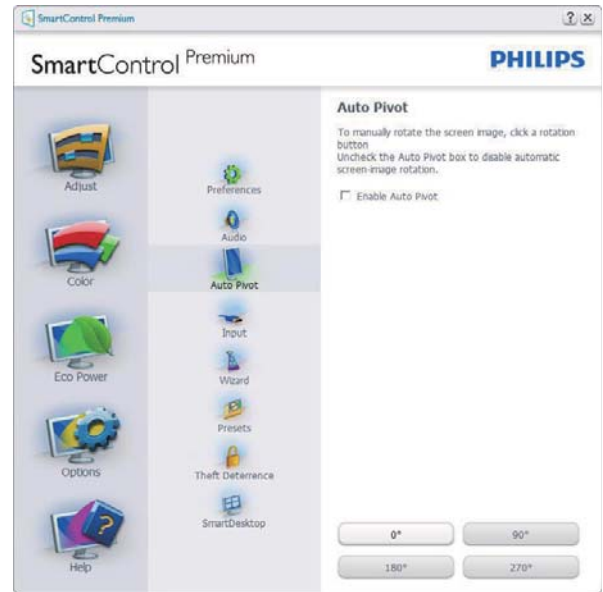 SmartControl Premium
? x
SmartControl Premium
PHILIPS
Adjust
Color
Eco Power
Options
Help
Preferences
Audio
Auto Pivot
Input
Wizard
Presets
Theft Deterrence
SmartDesktop
Auto Pivot
To manually rotate the screen image, click a rotation
button
Uncheck the Auto Pivot box to disable automatic
screen-image rotation.
Enable Auto Pivot
0°
90°
180°
270°